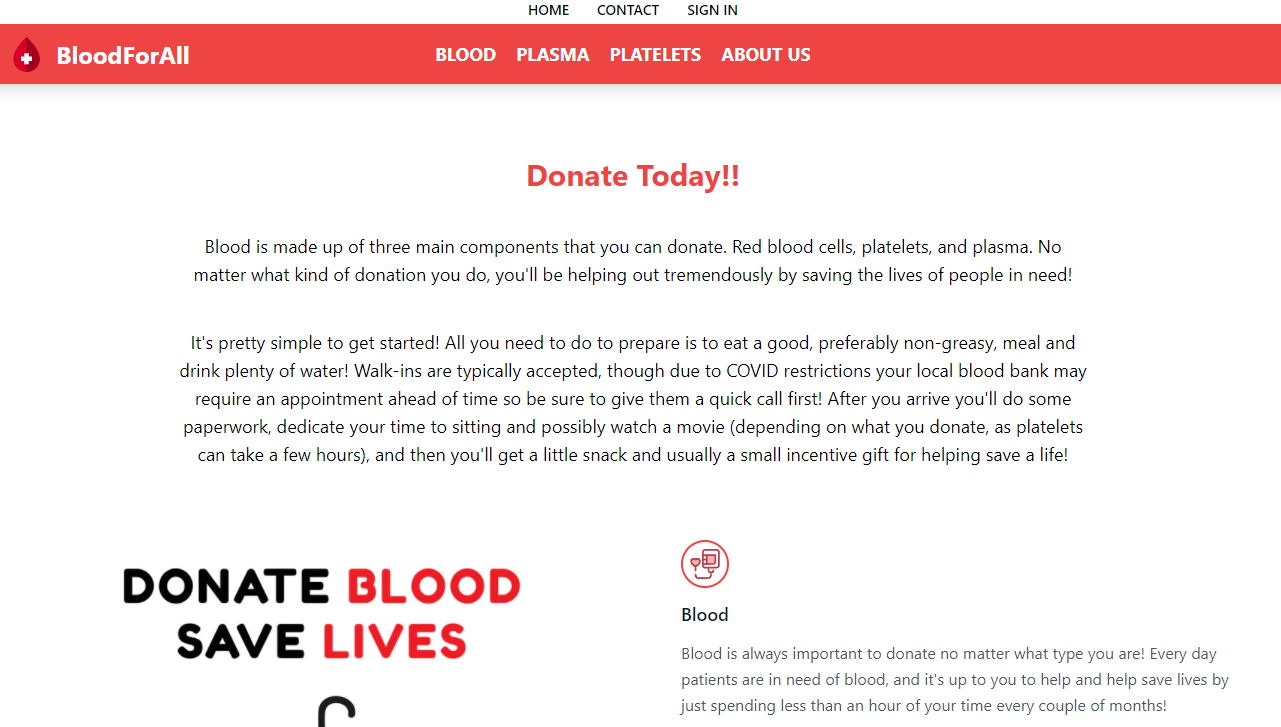 HOME CONTACT SIGN IN
BloodForAll BLOOD PLASMA PLATELETS ABOUT US
Donate Today!!
Blood is made up of three main components that you can donate. Red blood cells, platelets, and plasma. No
matter what kind of donation you do, you'll be helping out tremendously by saving the lives of people in need!
It's pretty simple to get started! All you need to do to prepare is to eat a good, preferably non-greasy, meal and
drink plenty of water! Walk-ins are typically accepted, though due to COVID restrictions your local blood bank may
require an appointment ahead of time so be sure to give them a quick call first! After you arrive you'll do some
paperwork, dedicate your time to sitting and possibly watch a movie (depending on what you donate, as platelets
can take a few hours), and then you'll get a little snack and usually a small incentive gift for helping save a life!
DONATE BLOOD
SAVE LIVES
Blood
Blood is always important to donate no matter what type you are! Every day
patients are in need of blood, and it's up to you to help and help save lives by
just spending less than an hour of your time every couple of months!